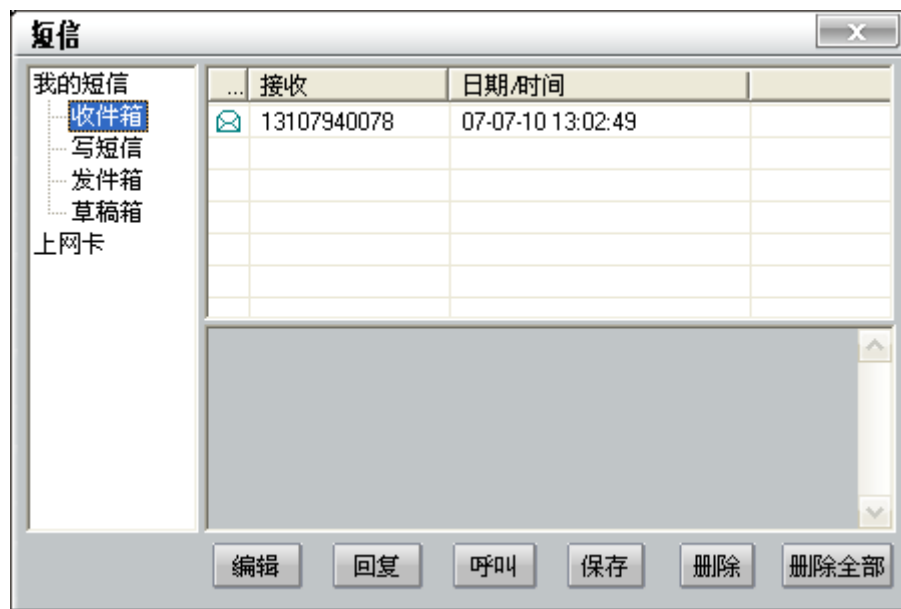 短信
X
我的短信
收件箱
写短信
发件箱
草稿箱
上网卡
... 接收 日期/时间
13107940078 07-07-10 13:02:49
编辑 回复 呼叫 保存 删除 删除全部